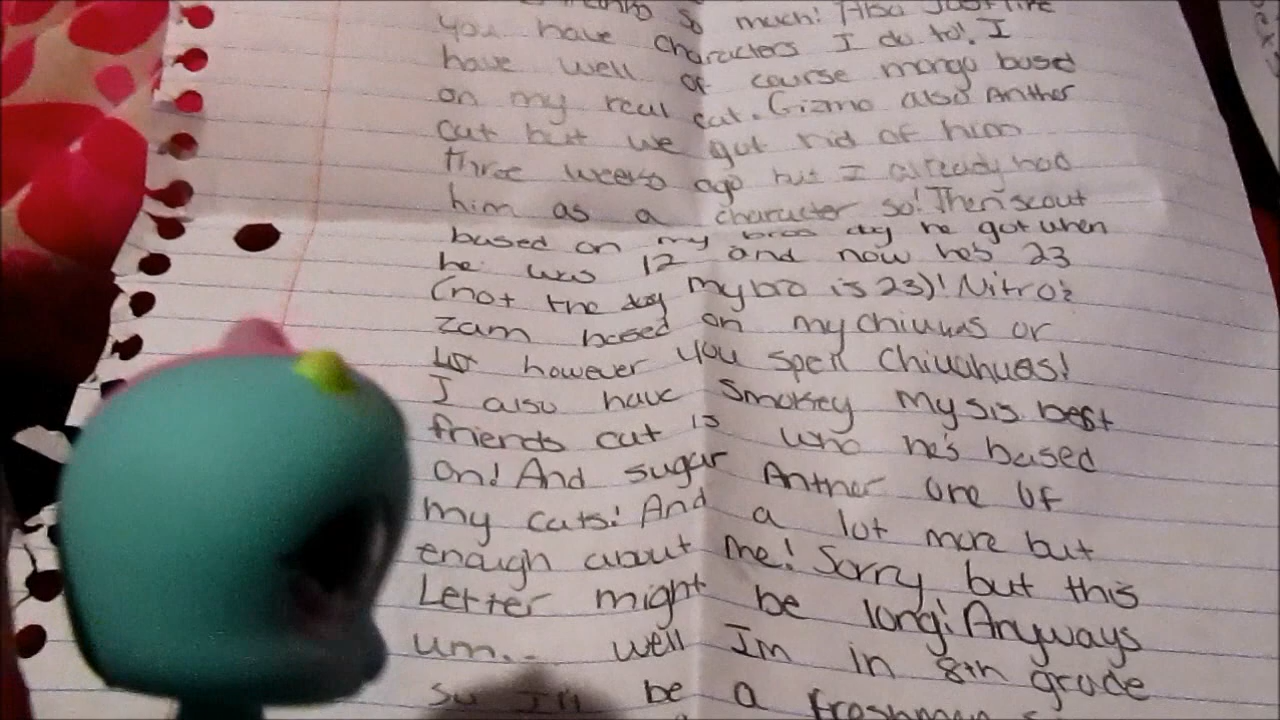 so much! Also Just like
you have characters I do to! I
have well of course mango based
on my real cat. Gizmo also Anther
cat but we got rid of him
three weeks ago but I already had
him as a character so! Then scout
based on my bros dog he got when
he was 12 and now he's 23
(not the dog my bro is 23)! Nitro &
zam based on my chiuuas or
however you spell Chiuahuas!
I also have Smokey my sis best
friends cat is who he's based
on! And sugar Anther one of
my cats! And a lot more but
enough about me! Sorry but this
Letter might be long! Anyways
um... well Im in 8th grade
so I'll be a freshman